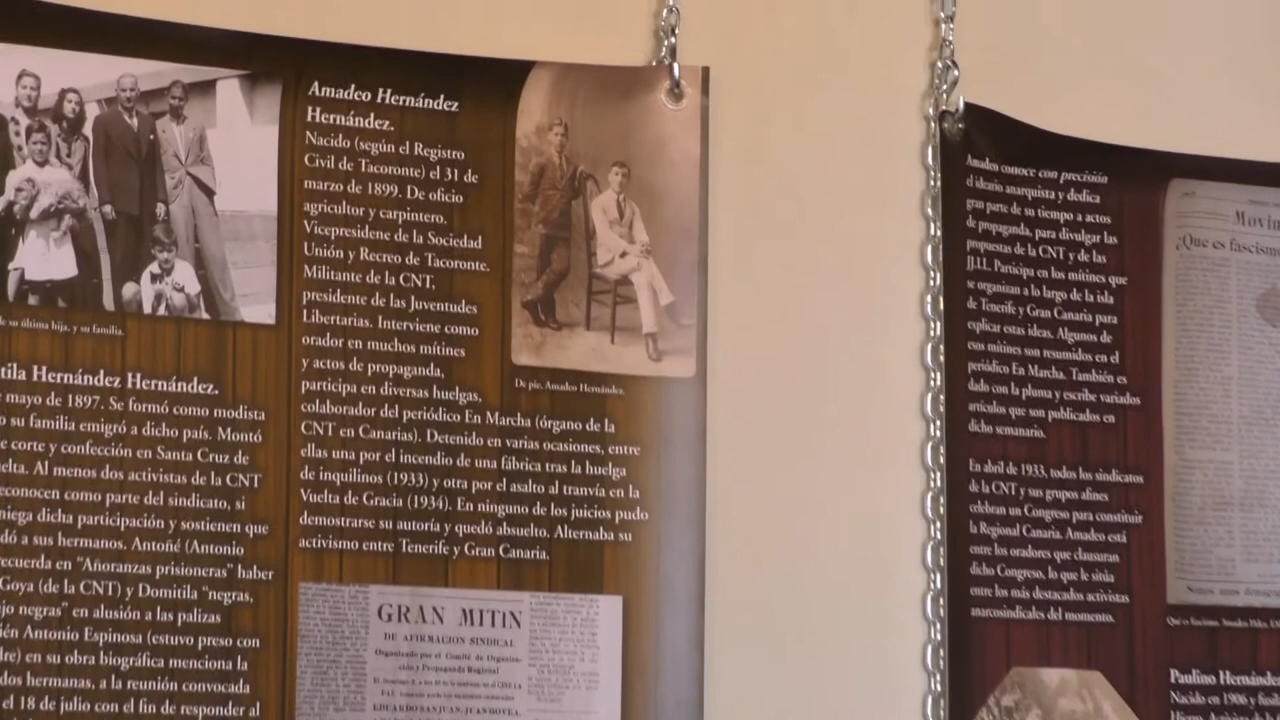 de su última hija, y su familia.
tila Hernández Hernández.
mayo de 1897. Se formó como modista
o su familia emigró a dicho país. Montó
e corte y confección en Santa Cruz de
elta. Al menos dos activistas de la CNT
econocen como parte del sindicato, si
niega dicha participación y sostienen que
dó a sus hermanos. Antoñé (Antonio
recuerda en “Añoranzas prisioneras” haber
Goya (de la CNT) y Domitila “negras,
jo negras” en alusión a las palizas
ién Antonio Espinosa (estuvo preso con
re) en su obra biográfica menciona la
dos hermanas, a la reunión convocada
el 18 de julio con el fin de responder al
Amadeo Hernández
Hernández.
Nacido (según el Registro
Civil de Tacoronte) el 31 de
marzo de 1899. De oficio
agricultor y carpintero.
Vicepresidene de la Sociedad
Unión y Recreo de Tacoronte.
Militante de la CNT,
presidente de las Juventudes
Libertarias. Interviene como
orador en muchos mítines
y actos de propaganda,
participa en diversas huelgas,
colaborador del periódico En Marcha (órgano de la
CNT en Canarias). Detenido en varias ocasiones, entre
ellas una por el incendio de una fábrica tras la huelga
de inquilinos (1933) y otra por el asalto al tranvía en la
Vuelta de Gracia (1934). En ninguno de los juicios pudo
demostrarse su autoría y quedó absuelto. Alternaba su
activismo entre Tenerife y Gran Canaria.
De pie, Amadeo Hernández.
GRAN MITIN
DE AFIRMACION SINDICAL
Organizado por el Comité de Organiza-
ción y Propaganda Regional
EDUARDO SANJUAN, JUAN GOVEA,
Amadeo conoce con precisión
el ideario anarquista y dedica
gran parte de su tiempo a actos
de propaganda, para divulgar las
propuestas de la CNT y de las
JJ.LL. Participa en los mítines que
se organizan a lo largo de la isla
de Tenerife y Gran Canaria para
explicar estas ideas. Algunos de
esos mítines son resumidos en el
periódico En Marcha. También es
dado con la pluma y escribe variados
artículos que son publicados en
dicho semanario.
En abril de 1933, todos los sindicatos
de la CNT y sus grupos afines
celebran un Congreso para constituir
la Regional Canaria. Amadeo está
entre los oradores que clausuran
dicho Congreso, lo que le sitúa
entre los más destacados activistas
anarcosindicales del momento.
Movim
¿Que es fascismo
Paulino Hernández
Nacido en 1906 y fusil